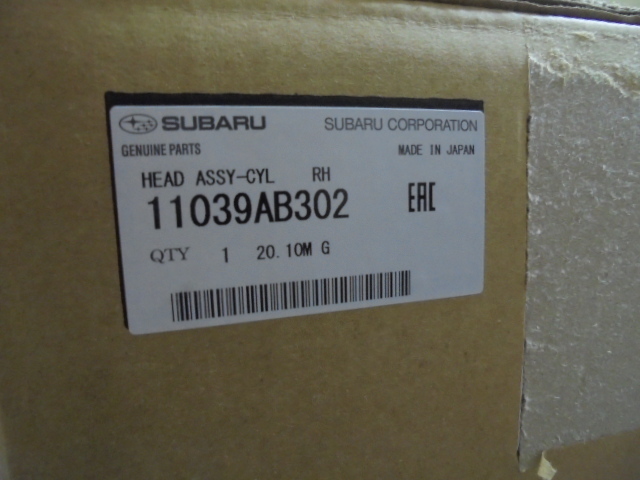 SUBARU SUBARU CORPORATION
GENUINE PARTS MADE IN JAPAN
HEAD ASSY-CYL RH
11039AB302 EAC
QTY 1 20.10M G